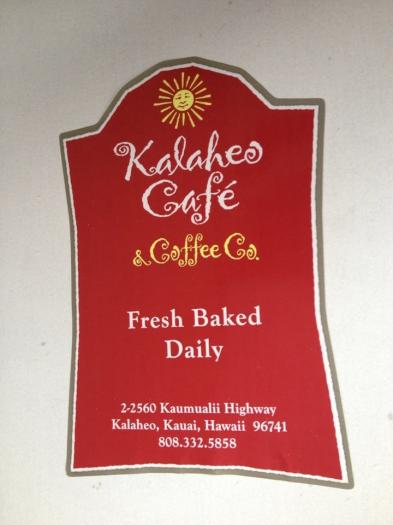 Kalaheo
Café
& Coffee Co.
Fresh Baked
Daily
2-2560 Kaumualii Highway
Kalaheo, Kauai, Hawaii 96741
808.332.5858